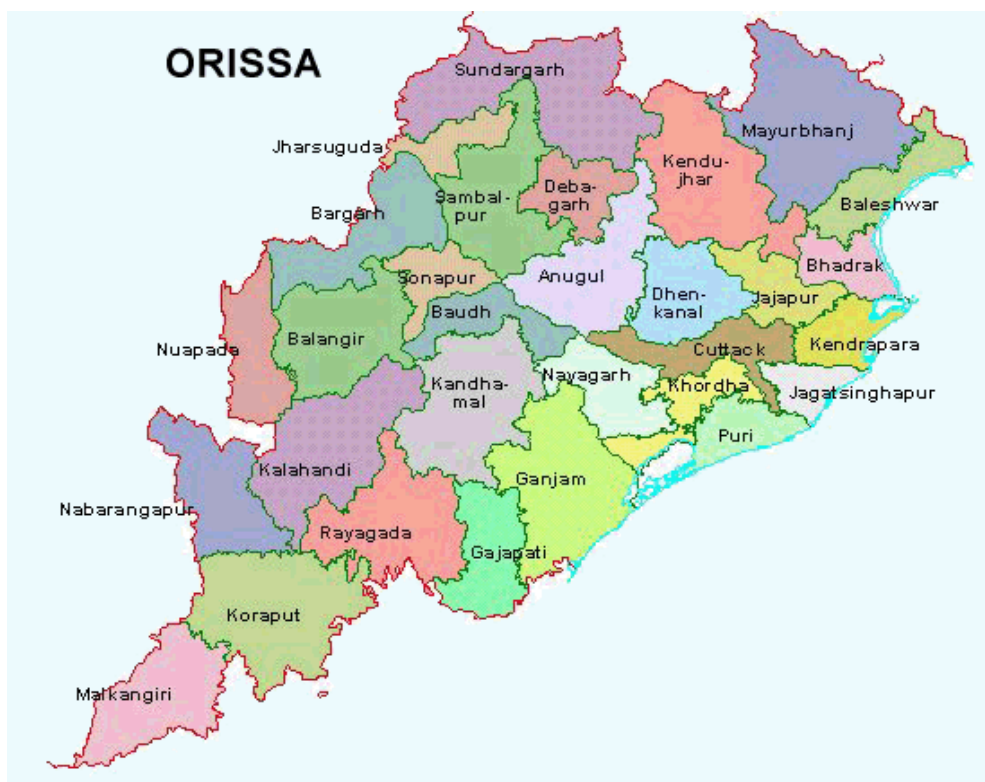 ORISSA
Sundargarh
Mayurbhanj
Jharsuguda
Kendu-
jhar
Deba-
garh
Sambal-
pur
Baleshwar
Bargarh
Bhadrak
Sonapur
Anugul
Dhen-
kanal
Jajapur
Baudh
Balangir
Nuapada
Cuttack
Kendrapara
Nayagarh
Kandha-
mal
Khordha
Jagatsinghapur
Puri
Kalahandi
Ganjam
Nabarangapur
Rayagada
Gajapati
Koraput
Malkangiri